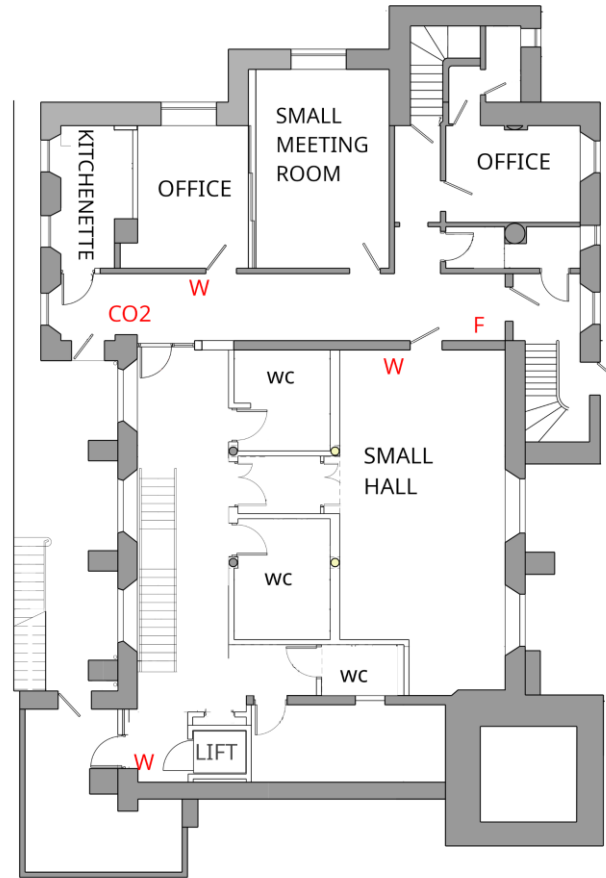 SMALL
MEETING
ROOM
KITCHENETTE
OFFICE
OFFICE
W
CO2
F
W
wc
SMALL
HALL
wc
wc
LIFT
W